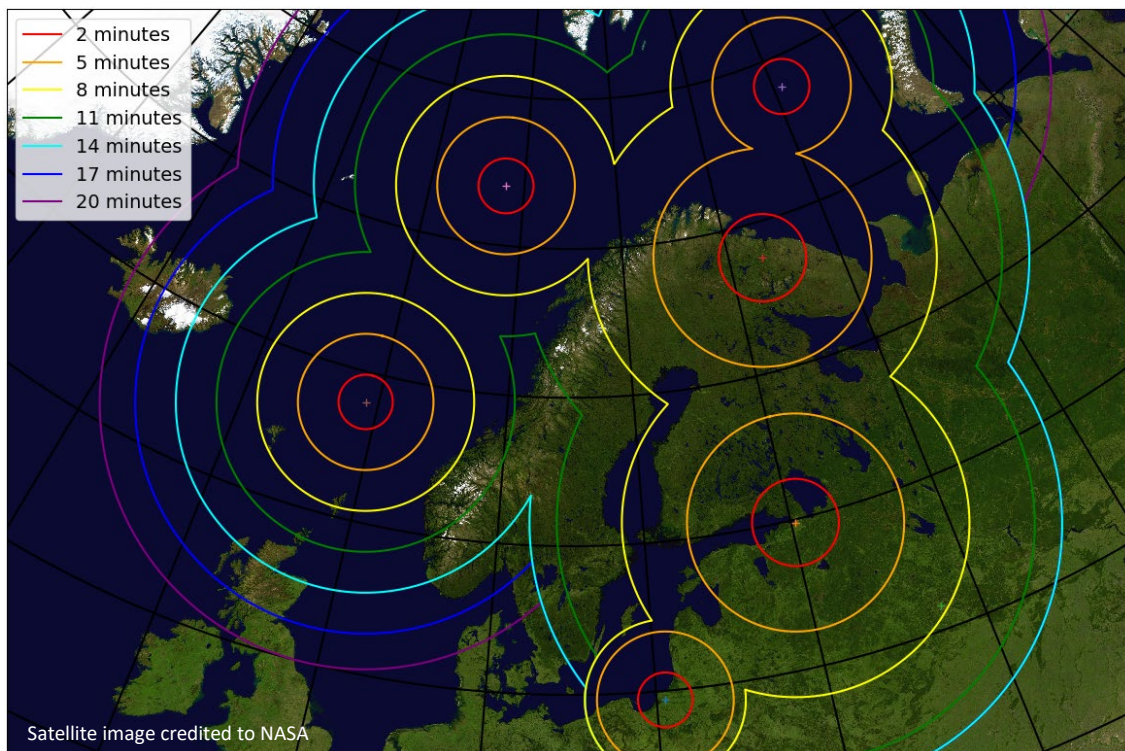 2 minutes
5 minutes
8 minutes
11 minutes
14 minutes
17 minutes
20 minutes
Satellite image credited to NASA